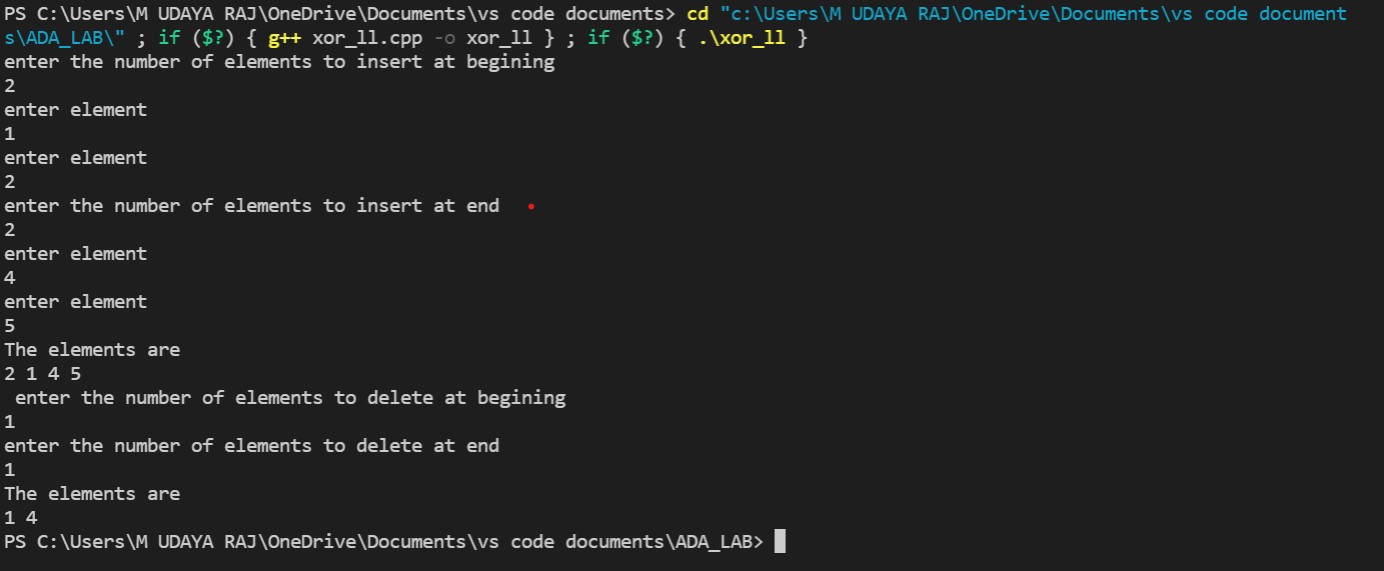 PS C:\Users\M UDAYA RAJ\OneDrive\Documents\vs code documents> cd "c:\Users\M UDAYA RAJ\OneDrive\Documents\vs code document
s\ADA_LAB\" ; if ($?) { g++ xor_ll.cpp -o xor_ll } ; if ($?) { .\xor_ll }
enter the number of elements to insert at begining
2
enter element
1
enter element
2
enter the number of elements to insert at end
2
enter element
4
enter element
5
The elements are
2 1 4 5
 enter the number of elements to delete at begining
1
enter the number of elements to delete at end
1
The elements are
1 4
PS C:\Users\M UDAYA RAJ\OneDrive\Documents\vs code documents\ADA_LAB>